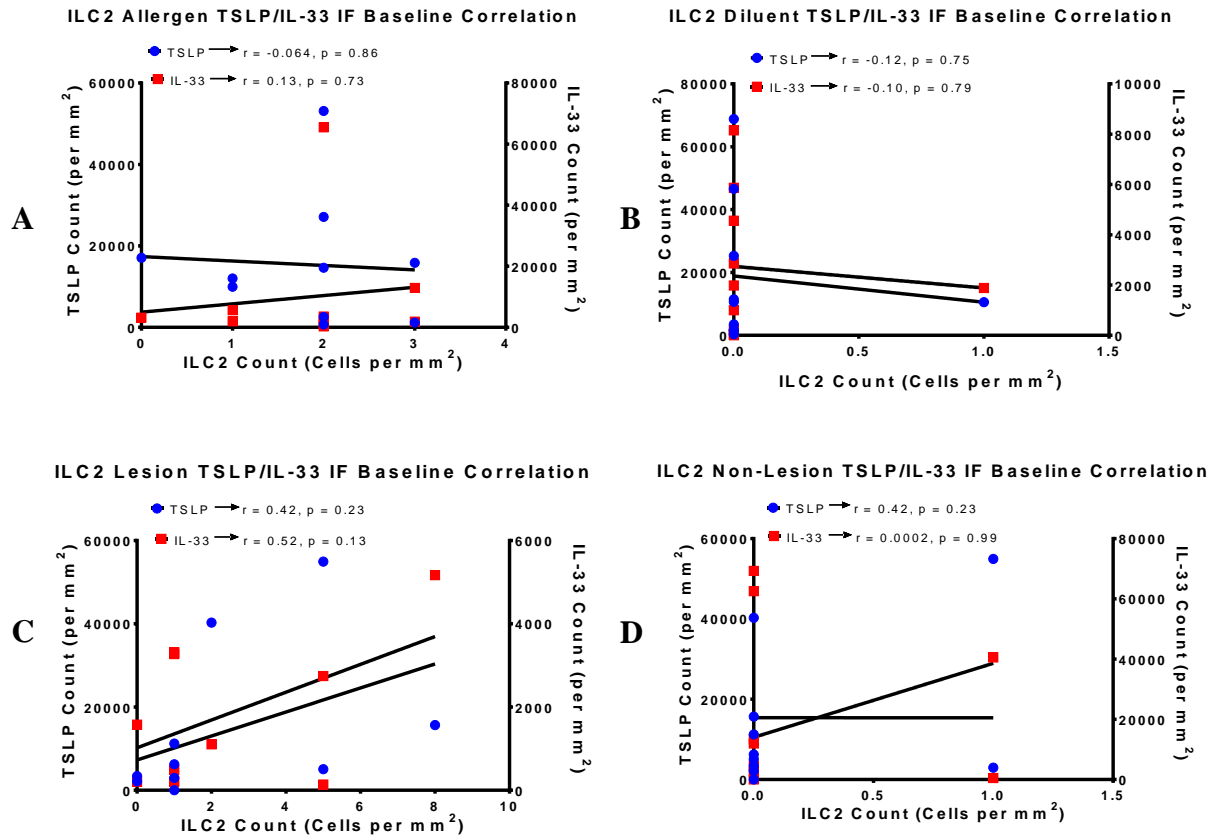 ILC2 Allergen TSLP/IL-33 IF Baseline Correlation
TSLP → r = -0.064, p = 0.86
IL-33 → r = 0.13, p = 0.73
60000
40000
20000
0
TSLP Count (per mm²)
80000
60000
40000
20000
0
IL-33 Count (per mm²)
0 1 2 3 4
ILC2 Count (Cells per mm²)
A
ILC2 Diluent TSLP/IL-33 IF Baseline Correlation
TSLP → r = -0.12, p = 0.75
IL-33 → r = -0.10, p = 0.79
80000
60000
40000
20000
0
TSLP Count (per mm²)
10000
8000
6000
4000
2000
0
IL-33 Count (per mm²)
0.0 0.5 1.0 1.5
ILC2 Count (Cells per mm²)
B
ILC2 Lesion TSLP/IL-33 IF Baseline Correlation
TSLP → r = 0.42, p = 0.23
IL-33 → r = 0.52, p = 0.13
60000
40000
20000
0
TSLP Count (per mm²)
6000
4000
2000
0
IL-33 Count (per mm²)
0 2 4 6 8 10
ILC2 Count (Cells per mm²)
C
ILC2 Non-Lesion TSLP/IL-33 IF Baseline Correlation
TSLP → r = 0.42, p = 0.23
IL-33 → r = 0.0002, p = 0.99
60000
40000
20000
0
TSLP Count (per mm²)
80000
60000
40000
20000
0
IL-33 Count (per mm²)
0.0 0.5 1.0 1.5
ILC2 Count (Cells per mm²)
D